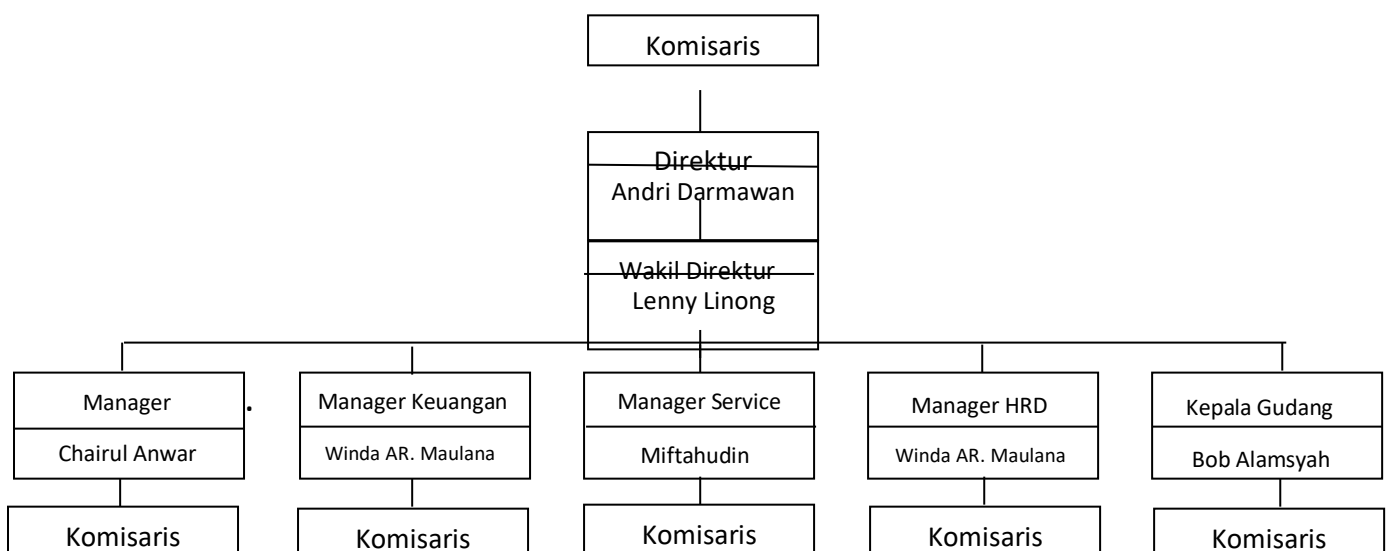 Komisaris
Direktur
Andri Darmawan
Wakil Direktur
Lenny Linong
Manager
Chairul Anwar
.
Manager Keuangan
Winda AR. Maulana
Manager Service
Miftahudin
Manager HRD
Winda AR. Maulana
Kepala Gudang
Bob Alamsyah
Komisaris
Komisaris
Komisaris
Komisaris
Komisaris